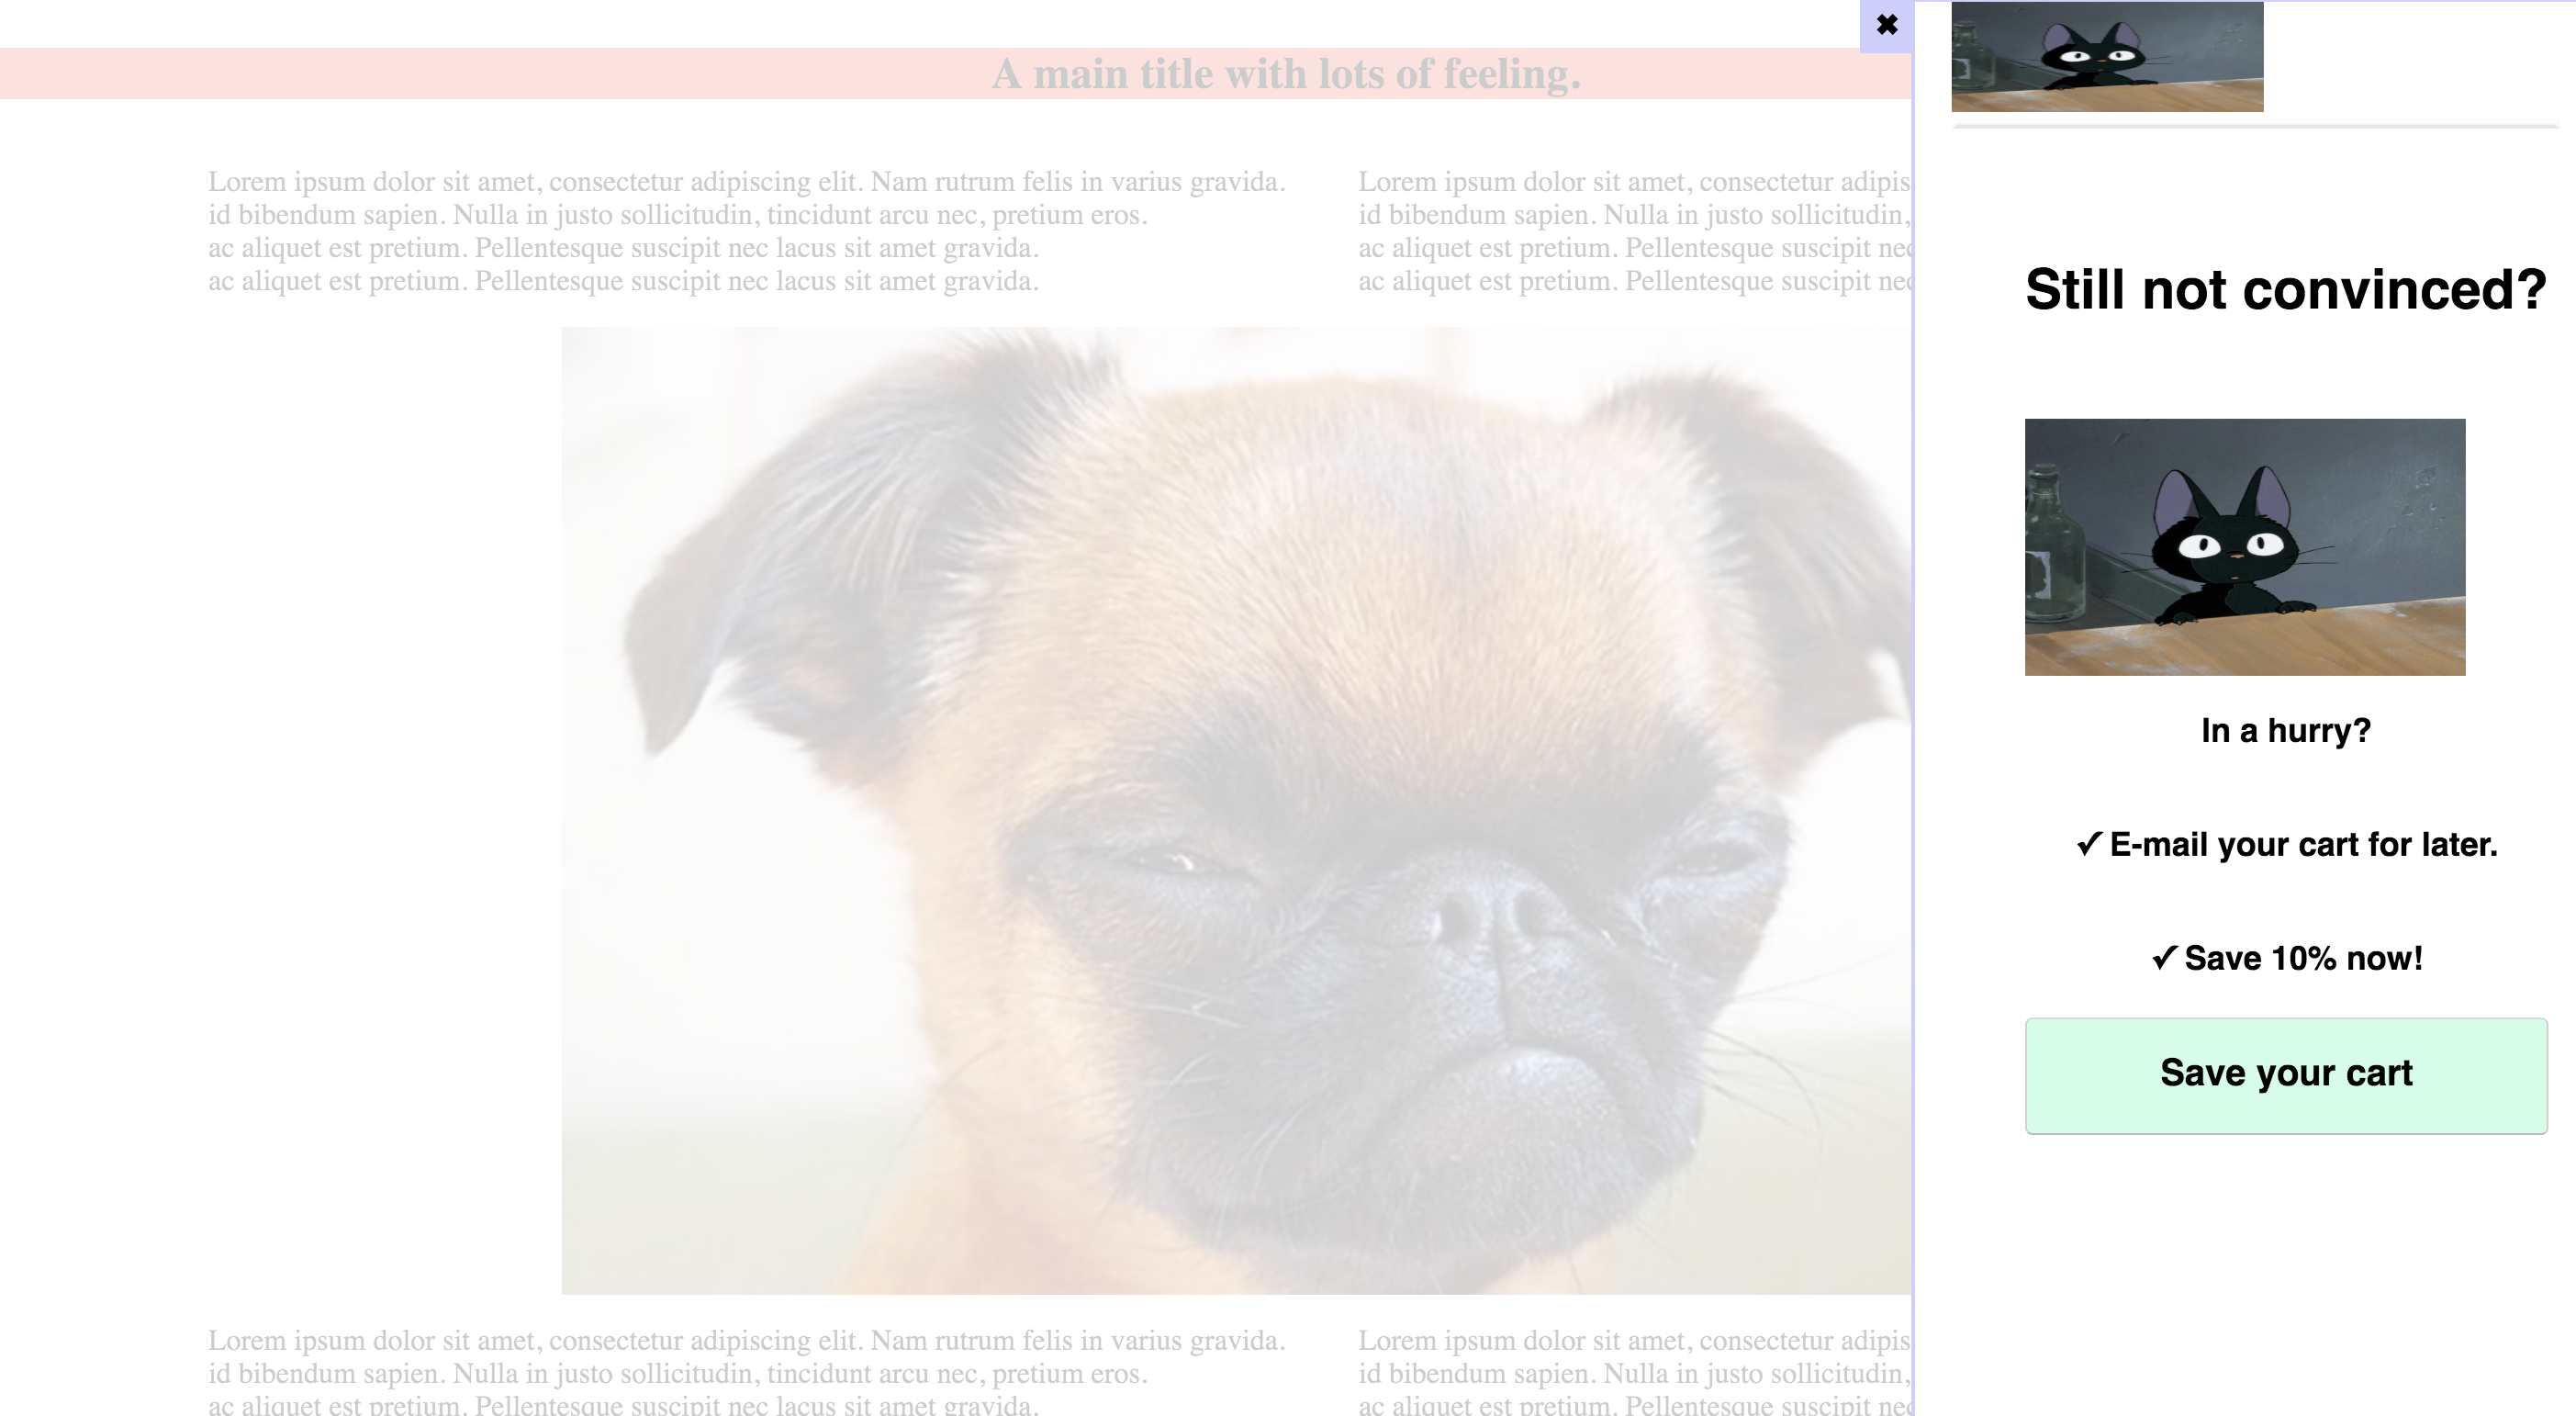 ✖
A main title with lots of feeling.
Lorem ipsum dolor sit amet, consectetur adipiscing elit. Nam rutrum felis in varius gravida.
id bibendum sapien. Nulla in justo sollicitudin, tincidunt arcu nec, pretium eros.
ac aliquet est pretium. Pellentesque suscipit nec lacus sit amet gravida.
ac aliquet est pretium. Pellentesque suscipit nec lacus sit amet gravida.
Lorem ipsum dolor sit amet, consectetur adipis
id bibendum sapien. Nulla in justo sollicitudin,
ac aliquet est pretium. Pellentesque suscipit nec
ac aliquet est pretium. Pellentesque suscipit nec
Lorem ipsum dolor sit amet, consectetur adipiscing elit. Nam rutrum felis in varius gravida.
id bibendum sapien. Nulla in justo sollicitudin, tincidunt arcu nec, pretium eros.
ac aliquet est pretium. Pellentesque suscipit nec lacus sit amet gravida.
Lorem ipsum dolor sit amet, consectetur adipis
id bibendum sapien. Nulla in justo sollicitudin,
ac aliquet est pretium. Pellentesque suscipit nec
Still not convinced?
In a hurry?
✓ E-mail your cart for later.
✓ Save 10% now!
Save your cart